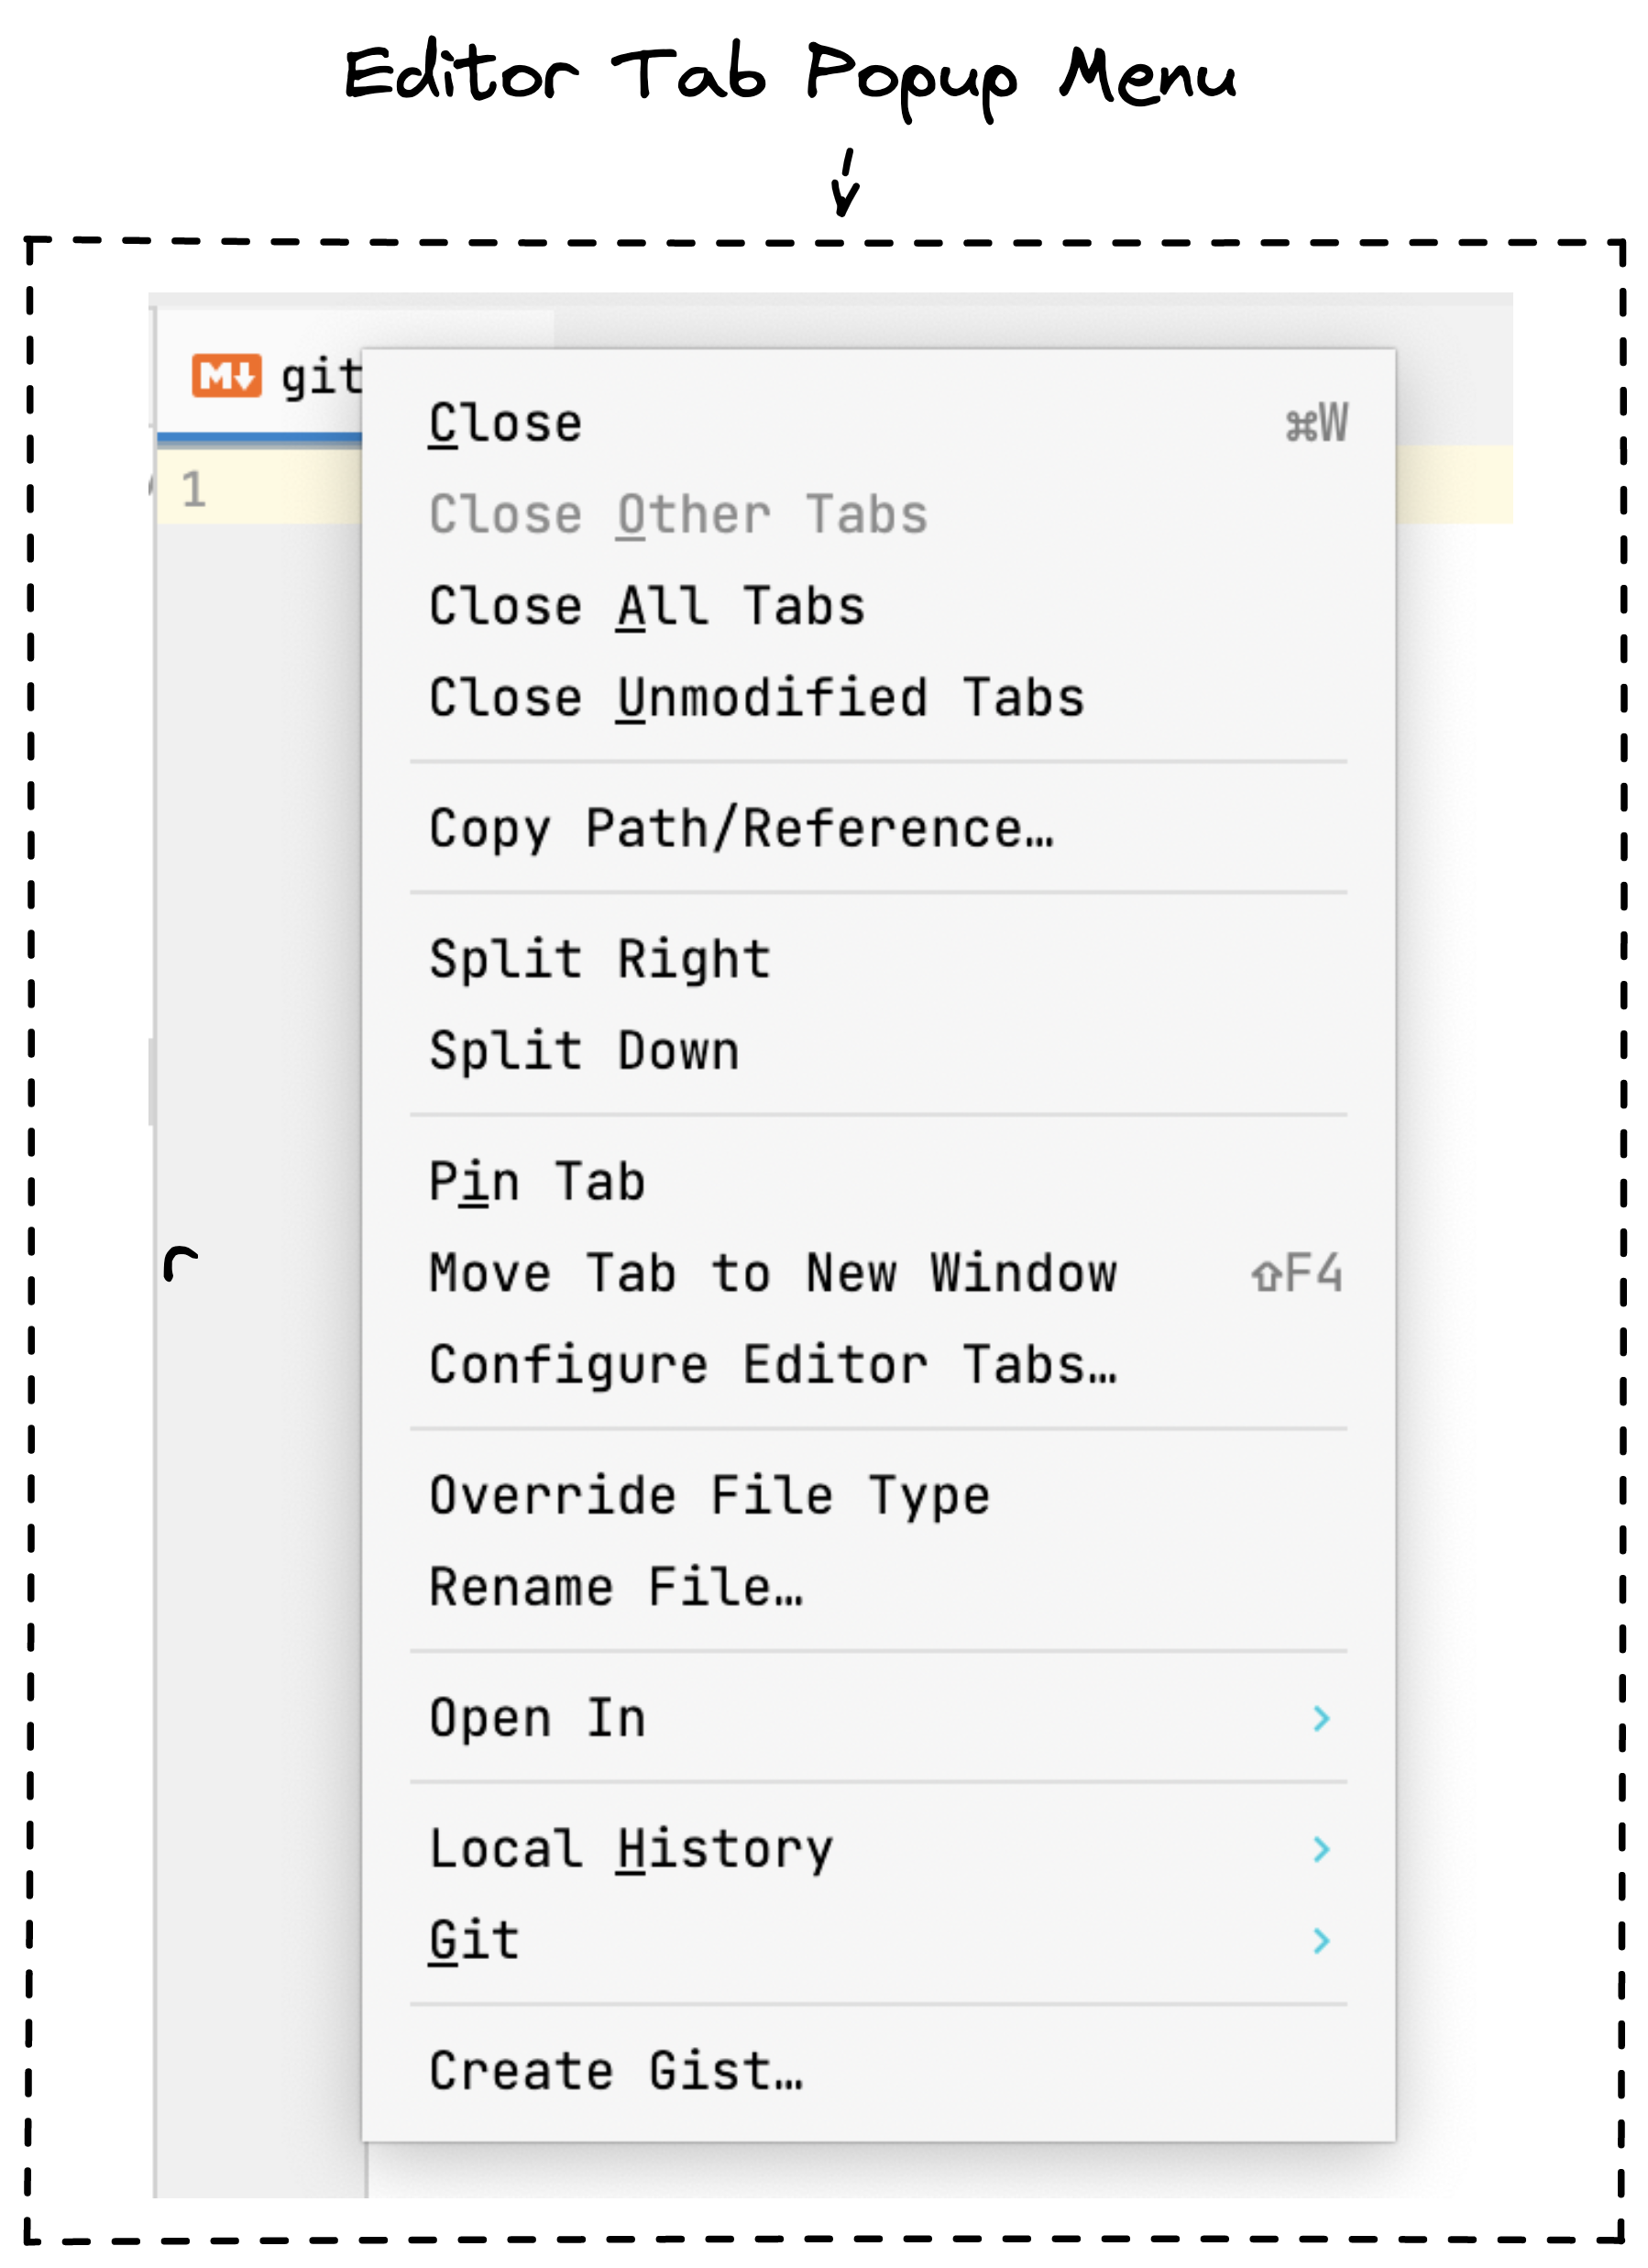 Editor Tab Popup Menu
M git
1
Close ⌘W
Close Other Tabs
Close All Tabs
Close Unmodified Tabs
Copy Path/Reference…
Split Right
Split Down
Pin Tab
Move Tab to New Window ⇧F4
Configure Editor Tabs…
Override File Type
Rename File…
Open In
Local History
Git
Create Gist…